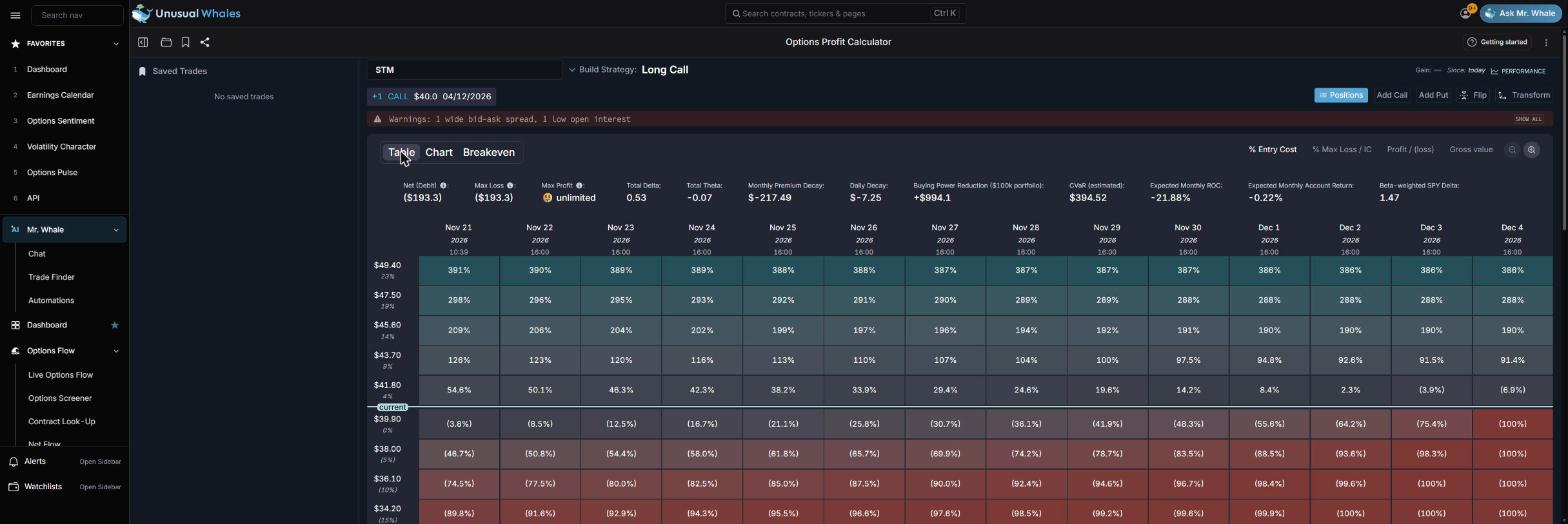 Search nav
Unusual Whales
Search contracts, tickers & pages
Ctrl K
9+
Ask Mr. Whale
FAVORITES
1 Dashboard
2 Earnings Calendar
3 Options Sentiment
4 Volatility Character
5 Options Pulse
6 API
AI Mr. Whale
Chat
Trade Finder
Automations
Dashboard
Options Flow
Live Options Flow
Options Screener
Contract Look-Up
Net Flow
Alerts Open Sidebar
Watchlists Open Sidebar
Options Profit Calculator
Getting started
Saved Trades
No saved trades
STM
Build Strategy: Long Call
Gain: — Since: today PERFORMANCE
+1 CALL $40.0 04/12/2026
Positions Add Call Add Put Flip Transform
Warnings: 1 wide bid-ask spread, 1 low open interest
SHOW ALL
Table Chart Breakeven
% Entry Cost % Max Loss / IC Profit / (loss) Gross value
Net (Debit): Max Loss: Max Profit: Total Delta: Total Theta: Monthly Premium Decay: Daily Decay: Buying Power Reduction ($100k portfolio): CVaR (estimated): Expected Monthly ROC: Expected Monthly Account Return: Beta-weighted SPY Delta:
($193.3) ($193.3) unlimited 0.53 -0.07 $-217.49 $-7.25 +$994.1 $394.52 -21.88% -0.22% 1.47
Nov 21 Nov 22 Nov 23 Nov 24 Nov 25 Nov 26 Nov 27 Nov 28 Nov 29 Nov 30 Dec 1 Dec 2 Dec 3 Dec 4
2026 2026 2026 2026 2026 2026 2026 2026 2026 2026 2026 2026 2026 2026
10:39 16:00 16:00 16:00 16:00 16:00 16:00 16:00 16:00 16:00 16:00 16:00 16:00 16:00
$49.40 391% 390% 389% 389% 388% 388% 387% 387% 387% 387% 386% 386% 386% 386%
23%
$47.50 298% 296% 295% 293% 292% 291% 290% 289% 289% 288% 288% 288% 288% 288%
19%
$45.60 209% 206% 204% 202% 199% 197% 196% 194% 192% 191% 190% 190% 190% 190%
14%
$43.70 126% 123% 120% 116% 113% 110% 107% 104% 100% 97.5% 94.8% 92.6% 91.5% 91.4%
9%
$41.80 54.6% 50.1% 46.3% 42.3% 38.2% 33.9% 29.4% 24.6% 19.6% 14.2% 8.4% 2.3% (3.9%) (6.9%)
4%
current
$39.90 (3.8%) (8.5%) (12.5%) (16.7%) (21.1%) (25.8%) (30.7%) (36.1%) (41.9%) (48.3%) (55.6%) (64.2%) (75.4%) (100%)
0%
$38.00 (46.7%) (50.8%) (54.4%) (58.0%) (61.8%) (65.7%) (69.9%) (74.2%) (78.7%) (83.5%) (88.5%) (93.6%) (98.3%) (100%)
(5%)
$36.10 (74.5%) (77.5%) (80.0%) (82.5%) (85.0%) (87.5%) (90.0%) (92.4%) (94.6%) (96.7%) (98.4%) (99.6%) (100%) (100%)
(10%)
$34.20 (89.8%) (91.6%) (92.9%) (94.3%) (95.5%) (96.6%) (97.6%) (98.5%) (99.2%) (99.6%) (99.9%) (100%) (100%) (100%)
(15%)